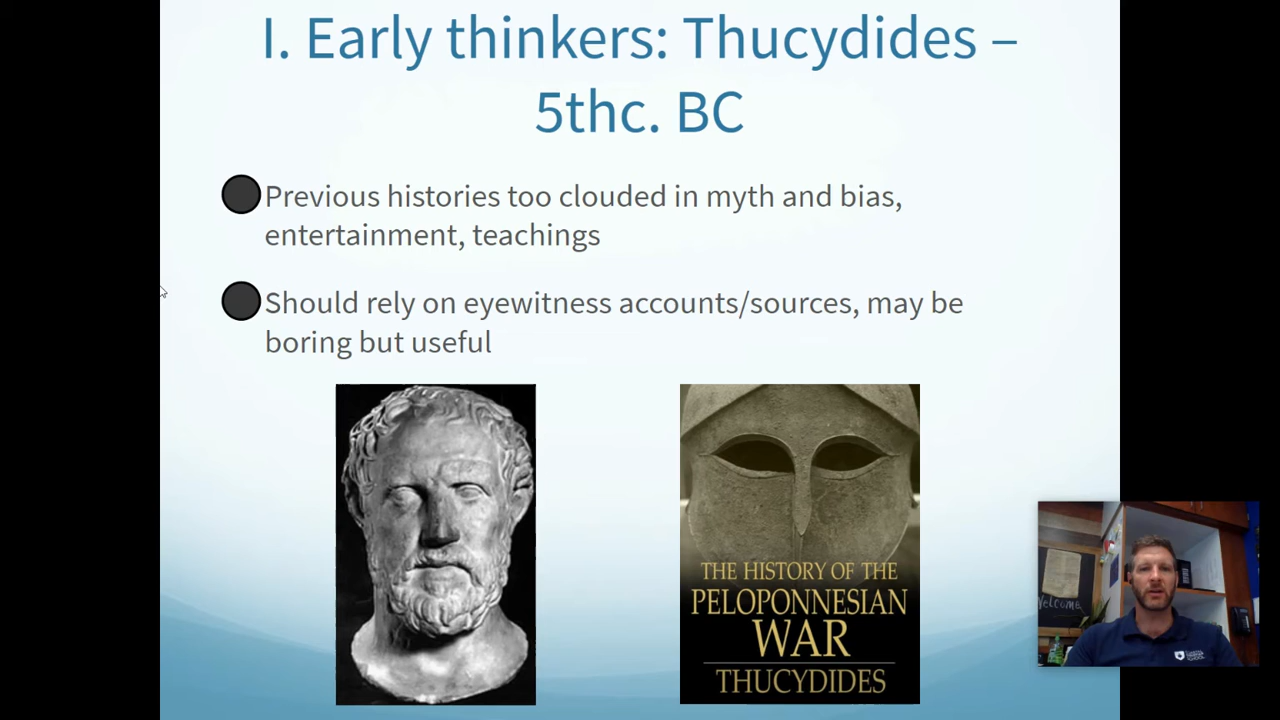 I. Early thinkers: Thucydides –
5thc. BC
Previous histories too clouded in myth and bias,
entertainment, teachings
Should rely on eyewitness accounts/sources, may be
boring but useful
THE HISTORY OF THE
PELOPONNESIAN
WAR
THUCYDIDES
Welcome